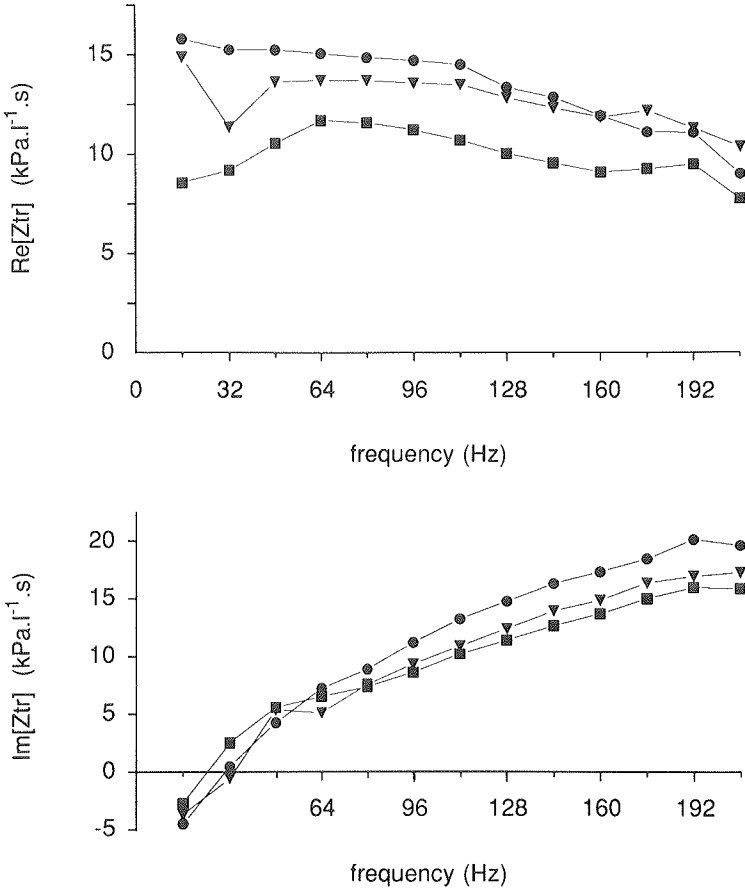 Re[Ztr] (kPa.l-1.s)
15
10
5
0
0 32 64 96 128 160 192
frequency (Hz)
Im[Ztr] (kPa.l-1.s)
20
15
10
5
0
-5
64 96 128 160 192
frequency (Hz)